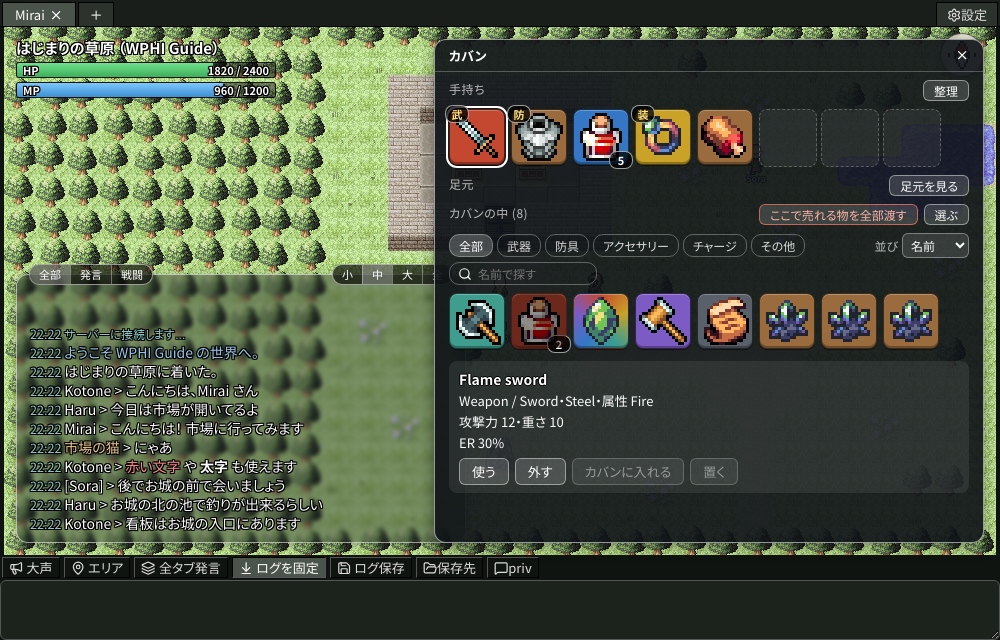 Mirai
設定
はじまりの草原 (WPHI Guide)
HP 1820 / 2400
MP 960 / 1200
カバン
手持ち
整理
武
防
5
装
足元
足元を見る
カバンの中 (8)
ここで売れる物を全部渡す
選ぶ
全部 武器 防具 アクセサリー チャージ その他
並び 名前
名前で探す
2
Flame sword
Weapon / Sword・Steel・属性 Fire
攻撃力 12・重さ 10
ER 30%
使う 外す カバンに入れる 置く
全部 発言 戦闘
小 中 大
22:22 サーバーに接続します...
22:22 ようこそ WPHI Guide の世界へ。
22:22 はじまりの草原に着いた。
22:22 Kotone > こんにちは、Mirai さん
22:22 Haru > 今日は市場が開いてるよ
22:22 Mirai > こんにちは! 市場に行ってみます
22:22 市場の猫 > にゃあ
22:22 Kotone > 赤い文字 や 太字 も使えます
22:22 [Sora] > 後でお城の前で会いましょう
22:22 Haru > お城の北の池で釣りが出来るらしい
22:22 Kotone > 看板はお城の入口にあります
大声 エリア 全タブ発言 ログを固定 ログ保存 保存先 priv